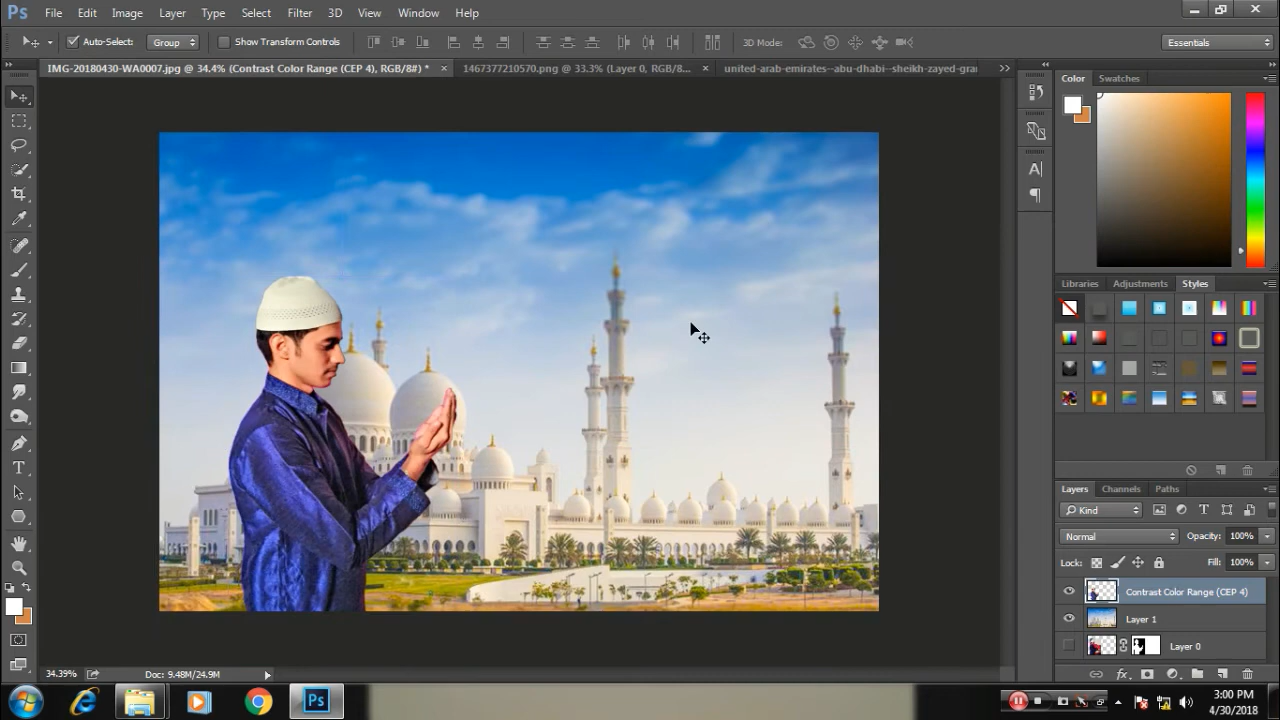 Ps File Edit Image Layer Type Select Filter 3D View Window Help
Auto-Select: Group Show Transform Controls 3D Mode: Essentials
IMG-20180430-WA0007.jpg @ 34.4% (Contrast Color Range (CEP 4), RGB/8#) * × 1467377210570.png @ 33.3% (Layer 0, RGB/8... × united-arab-emirates--abu-dhabi--sheikh-zayed-gra
Color Swatches
Libraries Adjustments Styles
Layers Channels Paths
Kind
Normal Opacity: 100%
Lock: Fill: 100%
Contrast Color Range (CEP 4)
Layer 1
Layer 0
34.39% Doc: 9.48M/24.9M
Ps
3:00 PM
4/30/2018